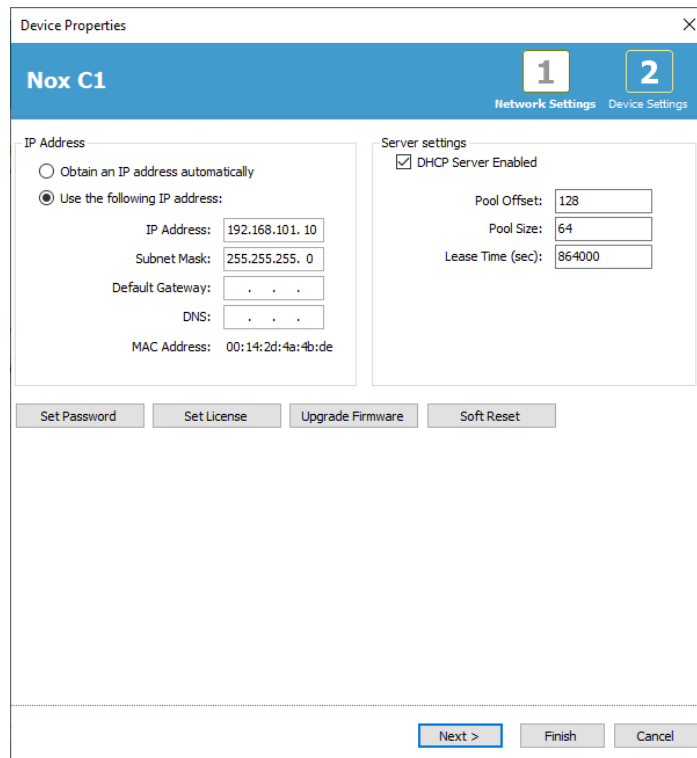 Device Properties
Nox C1
1
Network Settings
2
Device Settings
IP Address
Obtain an IP address automatically
Use the following IP address:
IP Address: 192.168.101. 10
Subnet Mask: 255.255.255. 0
Default Gateway: . . .
DNS: . . .
MAC Address: 00:14:2d:4a:4b:de
Server settings
DHCP Server Enabled
Pool Offset: 128
Pool Size: 64
Lease Time (sec): 864000
Set Password
Set License
Upgrade Firmware
Soft Reset
Next >
Finish
Cancel